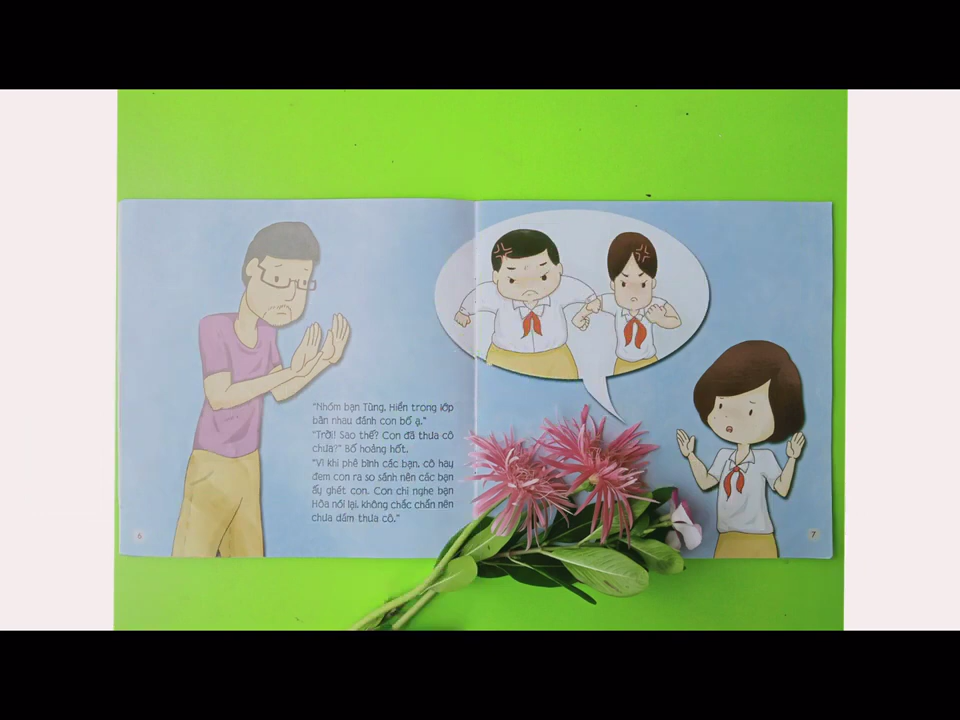 "Nhóm bạn Tùng, Hiển trong lớp
bàn nhau đánh con bố ạ."
"Trời! Sao thế? Con đã thưa cô
chưa?" Bố hoảng hốt.
"Vì khi phê bình các bạn, cô hay
đem con ra so sánh nên các bạn
ấy ghét con. Con chỉ nghe bạn
Hòa nói lại, không chắc chắn nên
chưa dám thưa cô."
6
7